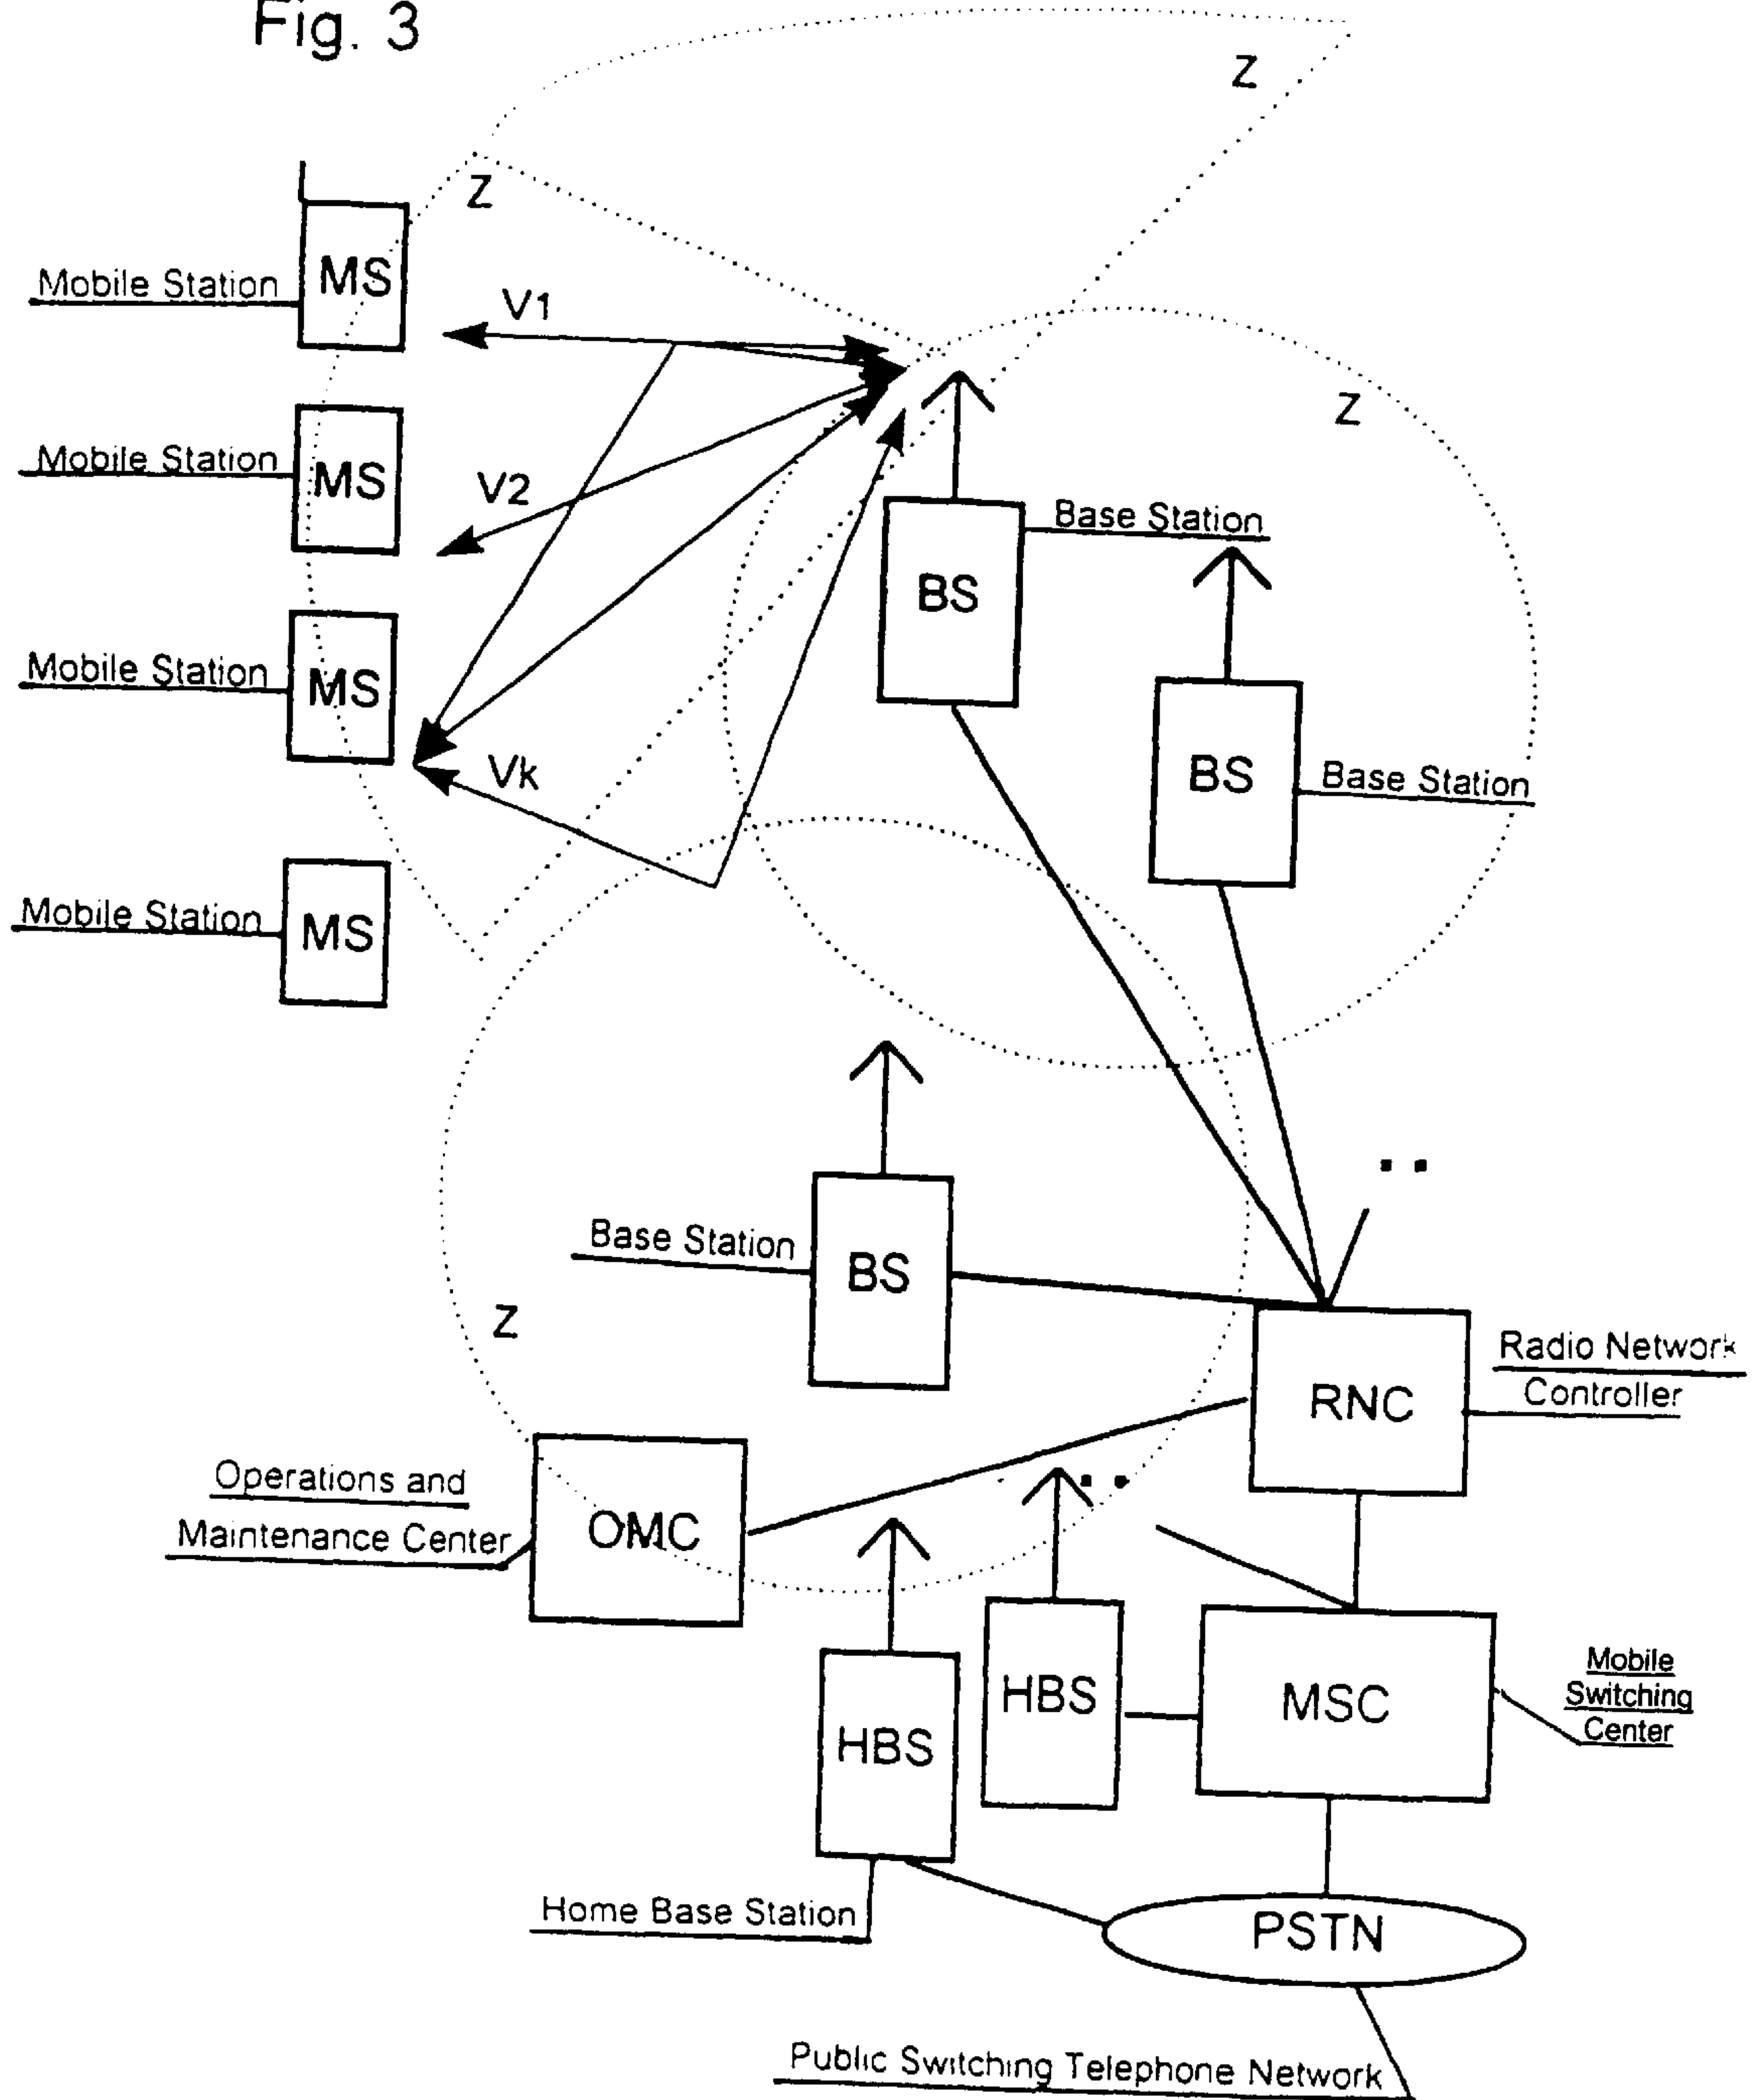 Fig. 3
Z
Z
Mobile Station
MS
V1
Z
Mobile Station
MS
V2
Base Station
BS
Mobile Station
MS
Vk
BS
Base Station
Mobile Station
MS
Base Station
BS
Z
RNC
Radio Network
Controller
Operations and
Maintenance Center
OMC
HBS
HBS
MSC
Mobile
Switching
Center
Home Base Station
PSTN
Public Switching Telephone Network